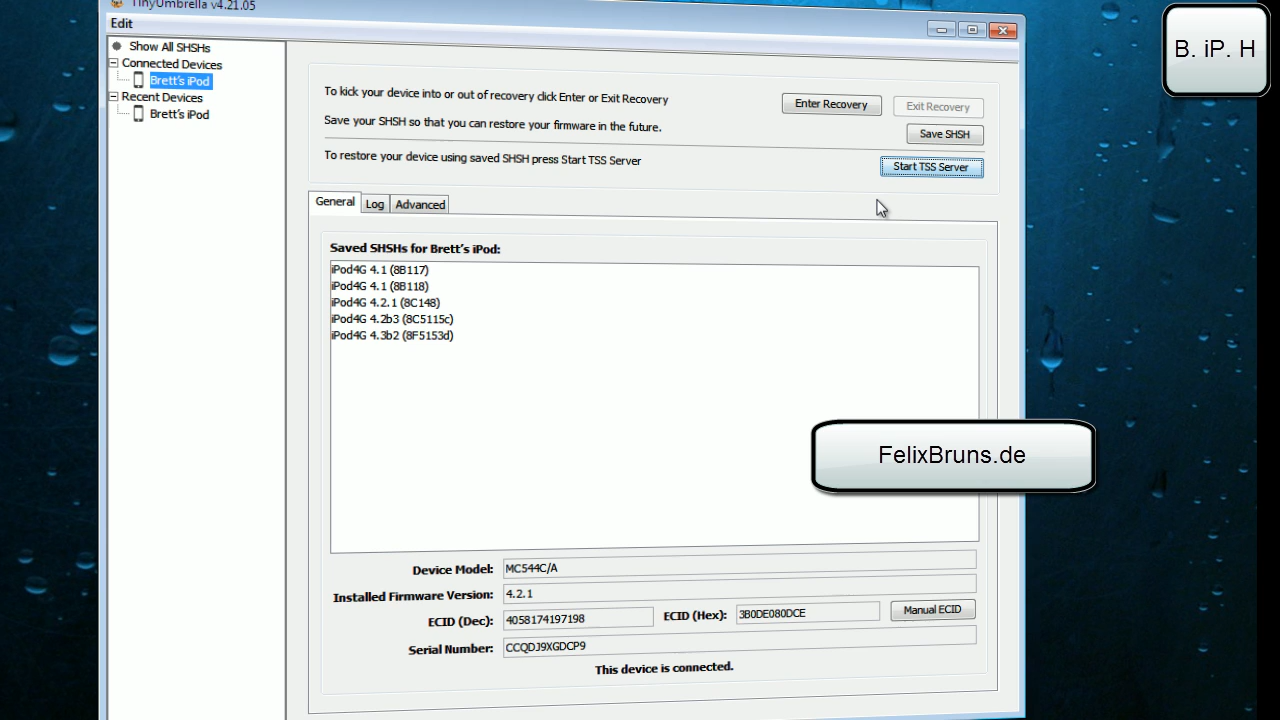 TinyUmbrella v4.21.05
B. iP. H
Edit
Show All SHSHs
Connected Devices
Brett's iPod
Recent Devices
Brett's iPod
To kick your device into or out of recovery click Enter or Exit Recovery
Enter Recovery
Exit Recovery
Save your SHSH so that you can restore your firmware in the future.
Save SHSH
To restore your device using saved SHSH press Start TSS Server
Start TSS Server
General
Log
Advanced
Saved SHSHs for Brett's iPod:
iPod4G 4.1 (8B117)
iPod4G 4.1 (8B118)
iPod4G 4.2.1 (8C148)
iPod4G 4.2b3 (8C5115c)
iPod4G 4.3b2 (8F5153d)
FelixBruns.de
Device Model: MC544C/A
Installed Firmware Version: 4.2.1
ECID (Dec): 4058174197198
ECID (Hex): 3B0DE080DCE
Manual ECID
Serial Number: CCQDJ9XGDCP9
This device is connected.